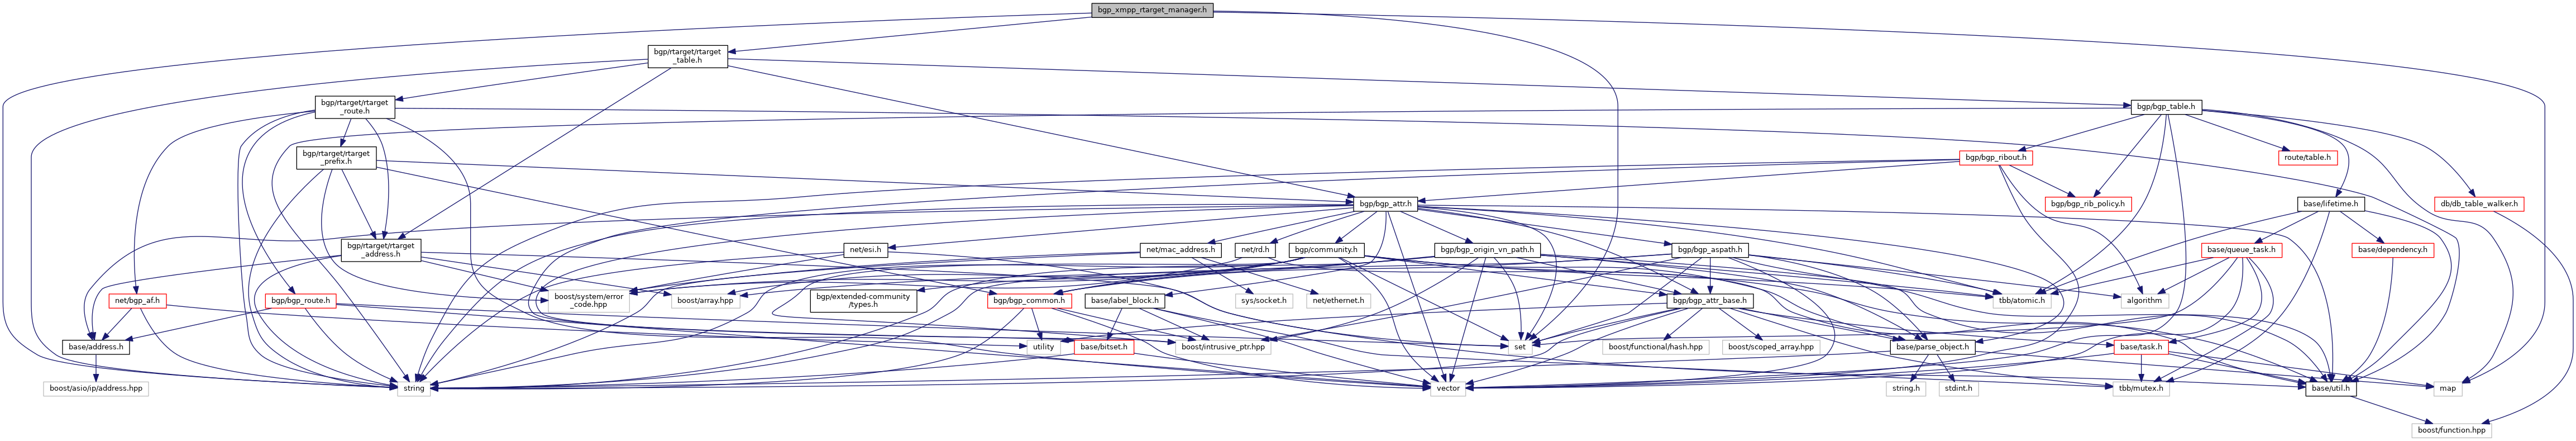 bgp_xmpp_rtarget_manager.h
bgp/rtarget/rtarget
_table.h
bgp/rtarget/rtarget
_route.h
bgp/bgp_table.h
bgp/rtarget/rtarget
_prefix.h
bgp/bgp_ribout.h
route/table.h
bgp/bgp_attr.h
bgp/bgp_rib_policy.h
base/lifetime.h
db/db_table_walker.h
bgp/rtarget/rtarget
_address.h
net/esi.h
net/mac_address.h
net/rd.h
bgp/community.h
bgp/bgp_origin_vn_path.h
bgp/bgp_aspath.h
base/queue_task.h
base/dependency.h
net/bgp_af.h
bgp/bgp_route.h
boost/system/error
_code.hpp
boost/array.hpp
bgp/extended-community
/types.h
bgp/bgp_common.h
base/label_block.h
sys/socket.h
net/ethernet.h
bgp/bgp_attr_base.h
tbb/atomic.h
algorithm
base/address.h
utility
base/bitset.h
boost/intrusive_ptr.hpp
set
boost/functional/hash.hpp
boost/scoped_array.hpp
base/parse_object.h
base/task.h
boost/asio/ip/address.hpp
string
vector
string.h
stdint.h
tbb/mutex.h
base/util.h
map
boost/function.hpp